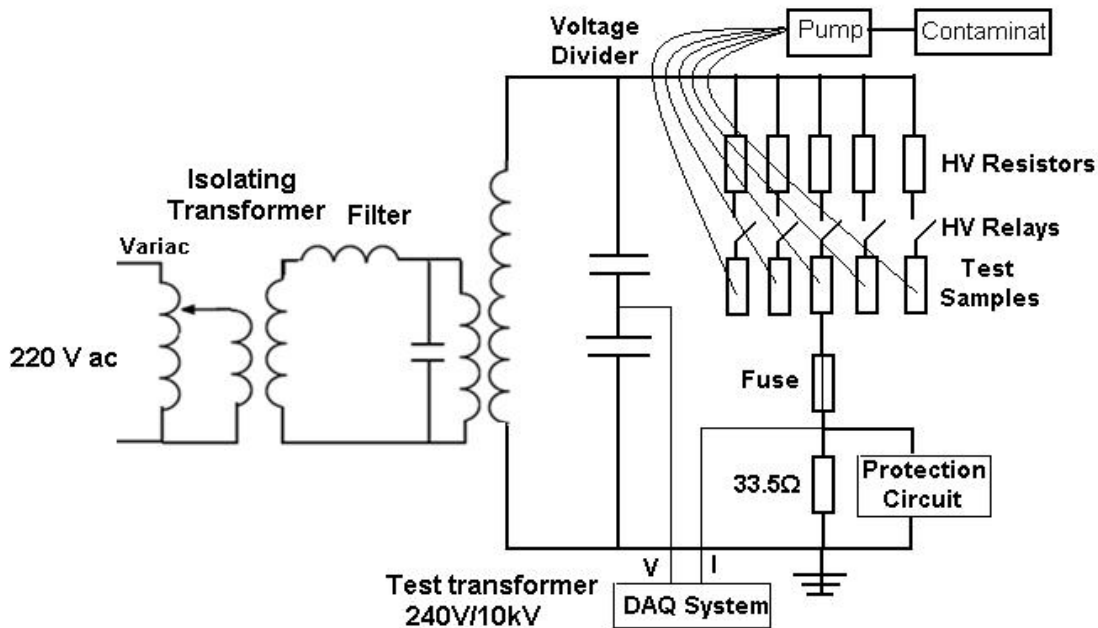 Voltage
Divider
Pump
Contaminat
HV Resistors
Isolating
Transformer
Filter
Variac
HV Relays
Test
Samples
220 V ac
Fuse
33.5Ω
Protection
Circuit
Test transformer
240V/10kV
V
I
DAQ System